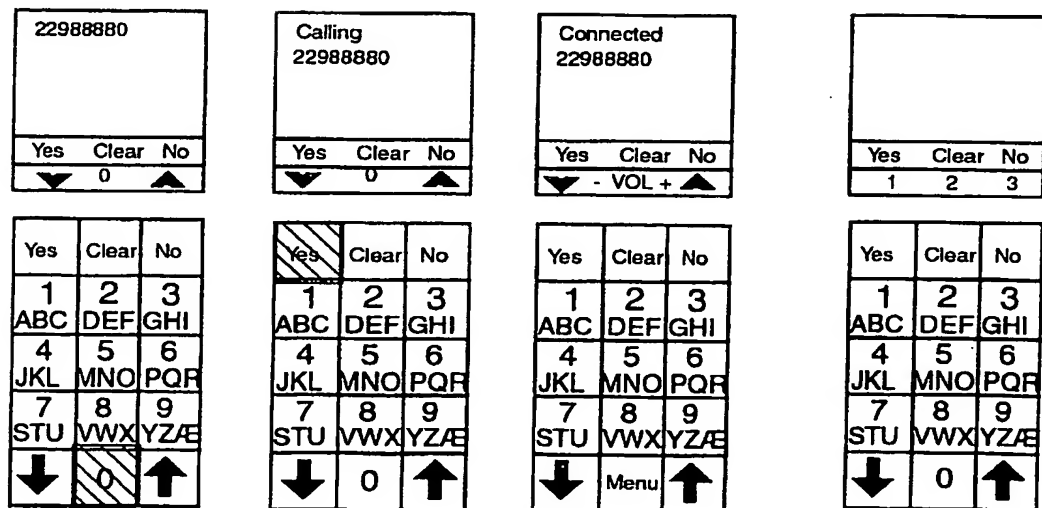 22988880
Yes Clear No
0
Calling
22988880
Yes Clear No
0
Connected
22988880
Yes Clear No
- VOL +
Yes Clear No
1 2 3
Yes Clear No
1 2 3
ABC DEF GHI
4 5 6
JKL MNO PQR
7 8 9
STU VWX YZÆ
0
Yes Clear No
1 2 3
ABC DEF GHI
4 5 6
JKL MNO PQR
7 8 9
STU VWX YZÆ
0
Yes Clear No
1 2 3
ABC DEF GHI
4 5 6
JKL MNO PQR
7 8 9
STU VWX YZÆ
Menu
Yes Clear No
1 2 3
ABC DEF GHI
4 5 6
JKL MNO PQR
7 8 9
STU VWX YZÆ
0